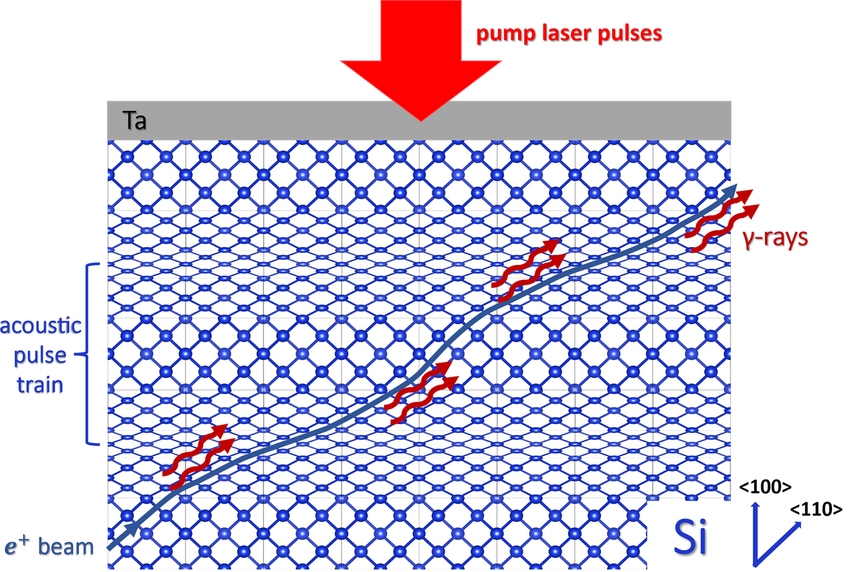 pump laser pulses
Ta
γ-rays
acoustic
pulse
train
<100>
<110>
e⁺ beam
Si